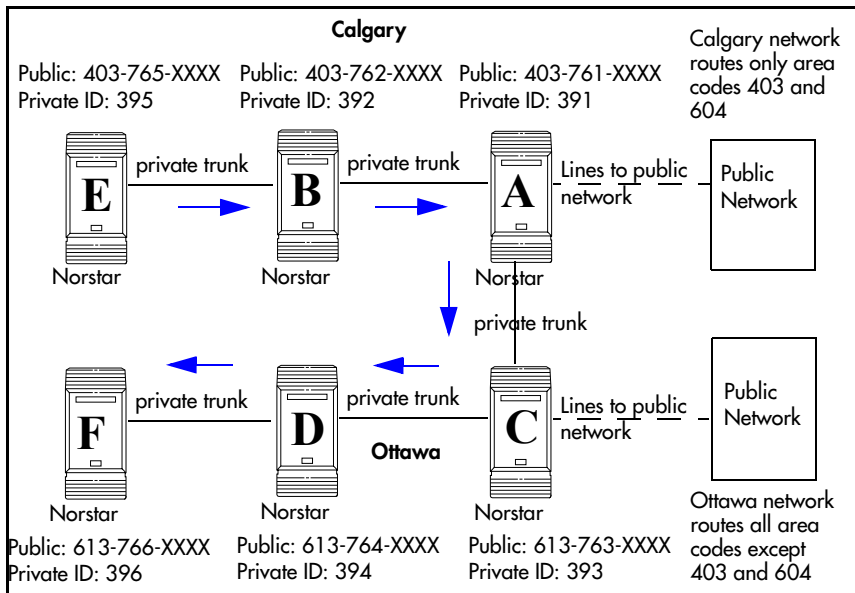 Calgary
Public: 403-765-XXXX
Private ID: 395
Public: 403-762-XXXX
Private ID: 392
Public: 403-761-XXXX
Private ID: 391
Calgary network
routes only area
codes 403 and
604
E
private trunk
B
private trunk
A
Lines to public
network
Public
Network
Norstar
Norstar
Norstar
private trunk
F
private trunk
D
private trunk
C
Lines to public
network
Public
Network
Ottawa
Norstar
Norstar
Norstar
Public: 613-766-XXXX
Private ID: 396
Public: 613-764-XXXX
Private ID: 394
Public: 613-763-XXXX
Private ID: 393
Ottawa network
routes all area
codes except
403 and 604